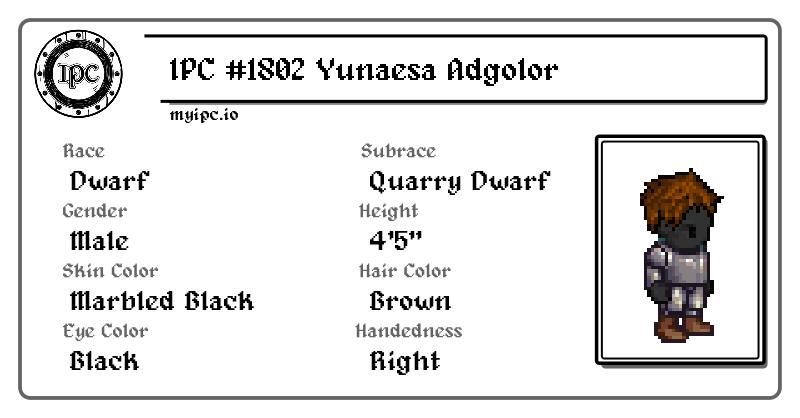 IPC
IPC #1802 Yunaesa Adgolor
myipc.io
Race
Dwarf
Subrace
Quarry Dwarf
Gender
Male
Height
4'5"
Skin Color
Marbled Black
Hair Color
Brown
Eye Color
Black
Handedness
Right